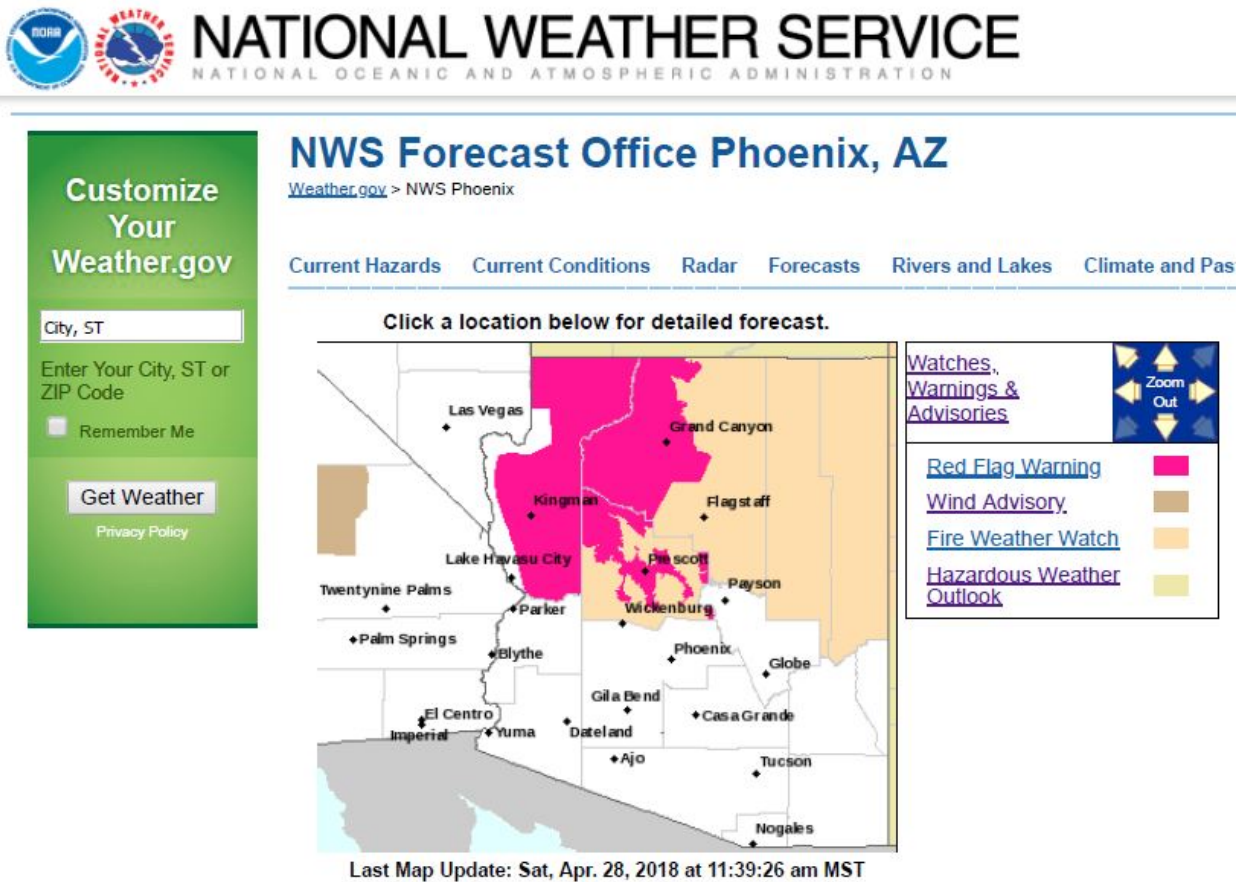 NATIONAL WEATHER SERVICE
NATIONAL OCEANIC AND ATMOSPHERIC ADMINISTRATION
NOAA
NATIONAL WEATHER SERVICE
Customize
Your
Weather.gov
City, ST
Enter Your City, ST or
ZIP Code
Remember Me
Get Weather
Privacy Policy
NWS Forecast Office Phoenix, AZ
Weather.gov > NWS Phoenix
Current Hazards Current Conditions Radar Forecasts Rivers and Lakes Climate and Past
Click a location below for detailed forecast.
Las Vegas
Grand Canyon
Kingman
Flagstaff
Lake Havasu City
Prescott
Twentynine Palms
Payson
Parker
Wickenburg
Palm Springs
Blythe
Phoenix
Globe
Gila Bend
El Centro
Casa Grande
Imperial
Yuma
Dateland
Ajo
Tucson
Nogales
Watches,
Warnings &
Advisories
Zoom
Out
Red Flag Warning
Wind Advisory
Fire Weather Watch
Hazardous Weather
Outlook
Last Map Update: Sat, Apr. 28, 2018 at 11:39:26 am MST